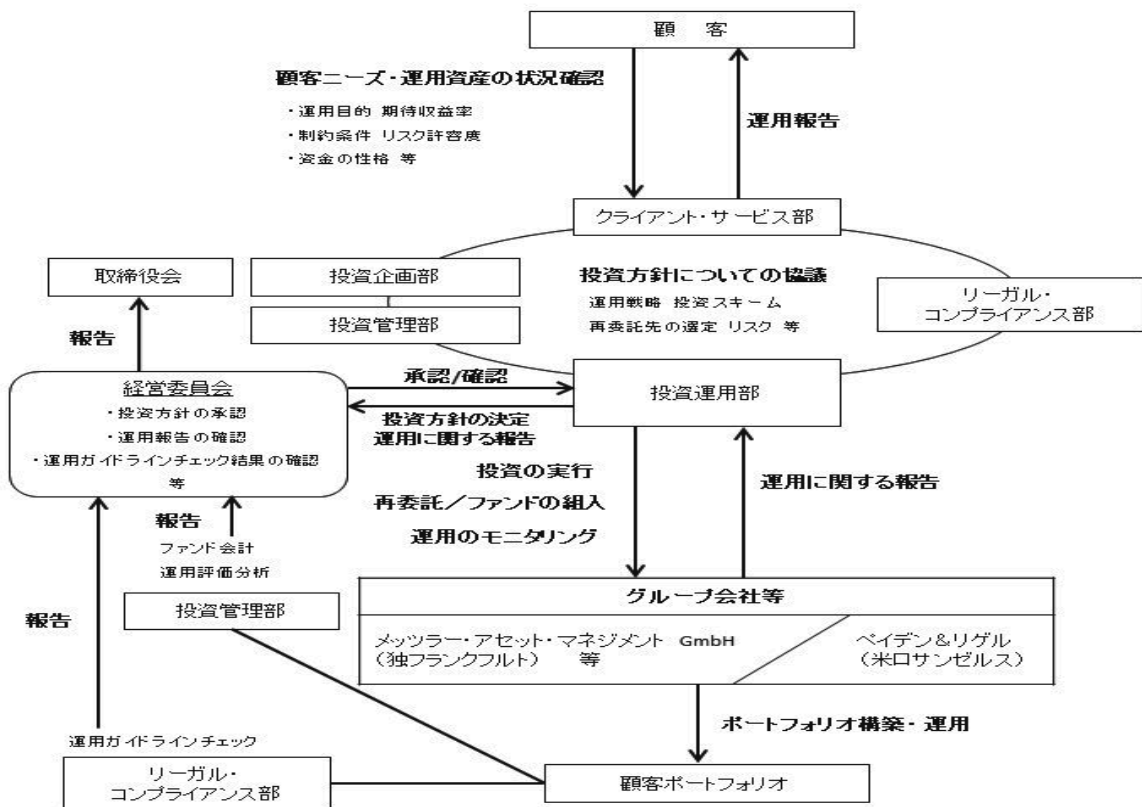 顧 客
顧客ニーズ・運用資産の状況確認
・運用目的 期待収益率
・制約条件 リスク許容度
・資金の性格 等
運用報告
クライアント・サービス部
取締役会
投資企画部
投資管理部
投資方針についての協議
運用戦略 投資スキーム
再委託先の選定 リスク 等
リーガル・
コンプライアンス部
報告
経営委員会
・投資方針の承認
・運用報告の確認
・運用ガイドラインチェック結果の確認
等
承認/確認
投資方針の決定
運用に関する報告
投資運用部
投資の実行
再委託／ファンドの組入
運用のモニタリング
運用に関する報告
報告
ファンド会計
運用評価分析
投資管理部
報告
グループ会社等
メッツラー・アセット・マネジメント GmbH
（独フランクフルト） 等
ペイデン＆リゲル
（米ロサンゼルス）
ポートフォリオ構築・運用
運用ガイドラインチェック
リーガル・
コンプライアンス部
顧客ポートフォリオ